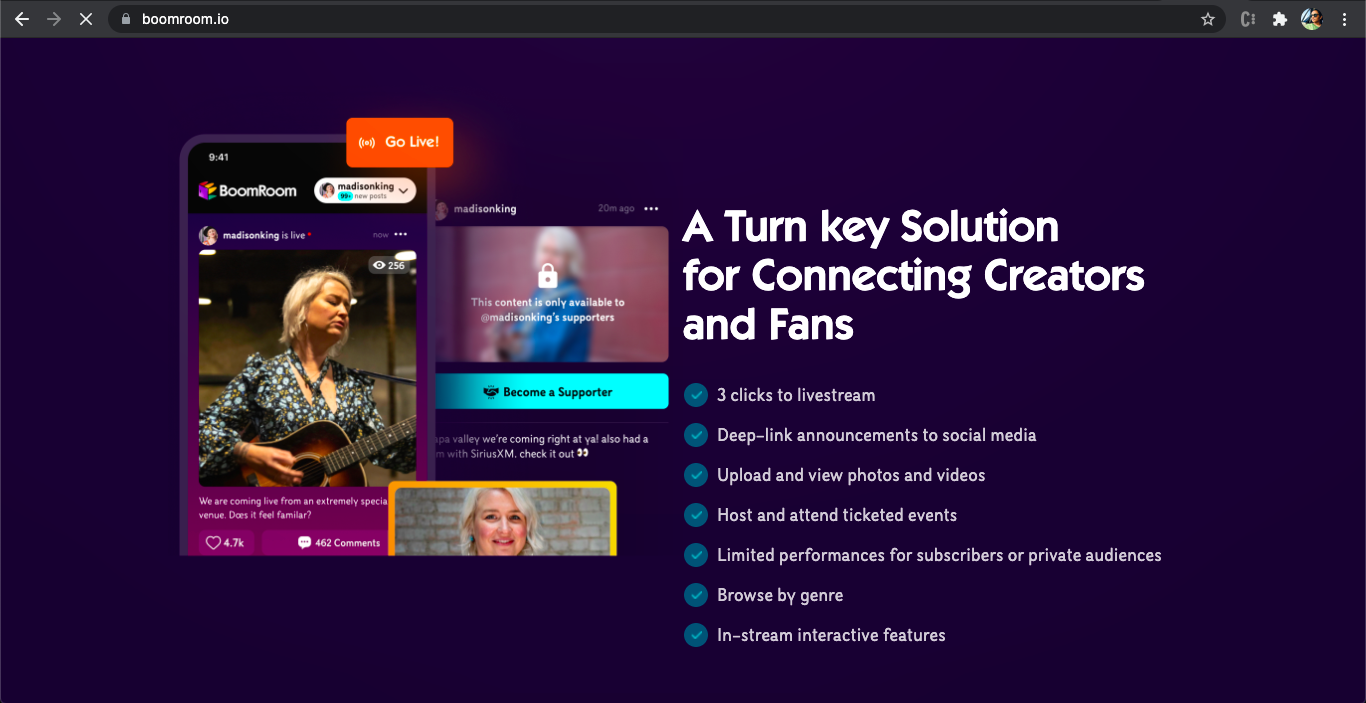 boomroom.io
Go Live!
9:41
BoomRoom
madisonking
99+ new posts
madisonking is live
now
256
We are coming live from an extremely specia
venue. Does it feel familar?
4.7k
462 Comments
madisonking
20m ago
This content is only available to
@madisonking's supporters
Become a Supporter
valley we're coming right at ya! also had a
with SiriusXM. check it out 👀
A Turn key Solution
for Connecting Creators
and Fans
3 clicks to livestream
Deep-link announcements to social media
Upload and view photos and videos
Host and attend ticketed events
Limited performances for subscribers or private audiences
Browse by genre
In-stream interactive features